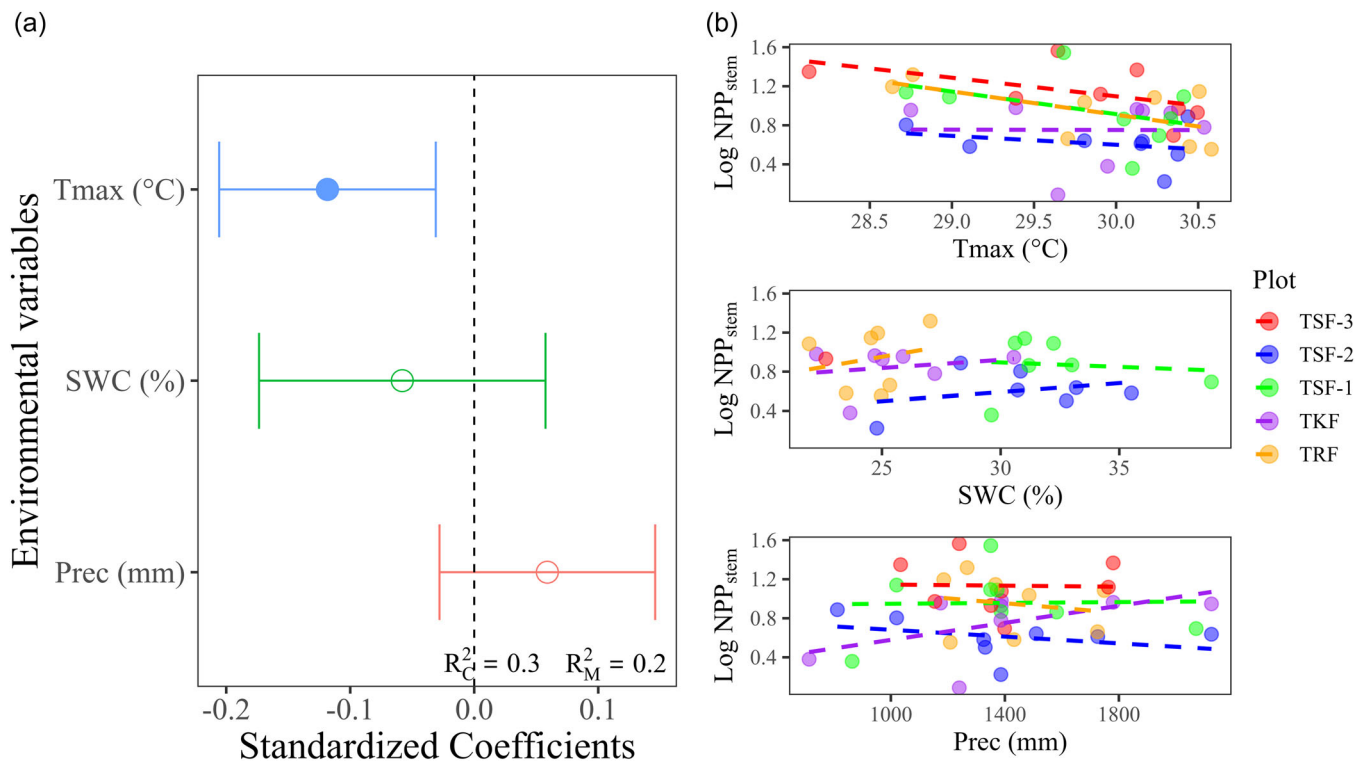 (a)
Environmental variables
Tmax (°C)
SWC (%)
Prec (mm)
R²C = 0.3 R²M = 0.2
-0.2 -0.1 0.0 0.1
Standardized Coefficients
(b)
Log NPPstem
1.6
1.2
0.8
0.4
28.5 29.0 29.5 30.0 30.5
Tmax (°C)
Log NPPstem
1.6
1.2
0.8
0.4
25 30 35
SWC (%)
Log NPPstem
1.6
1.2
0.8
0.4
1000 1400 1800
Prec (mm)
Plot
TSF-3
TSF-2
TSF-1
TKF
TRF